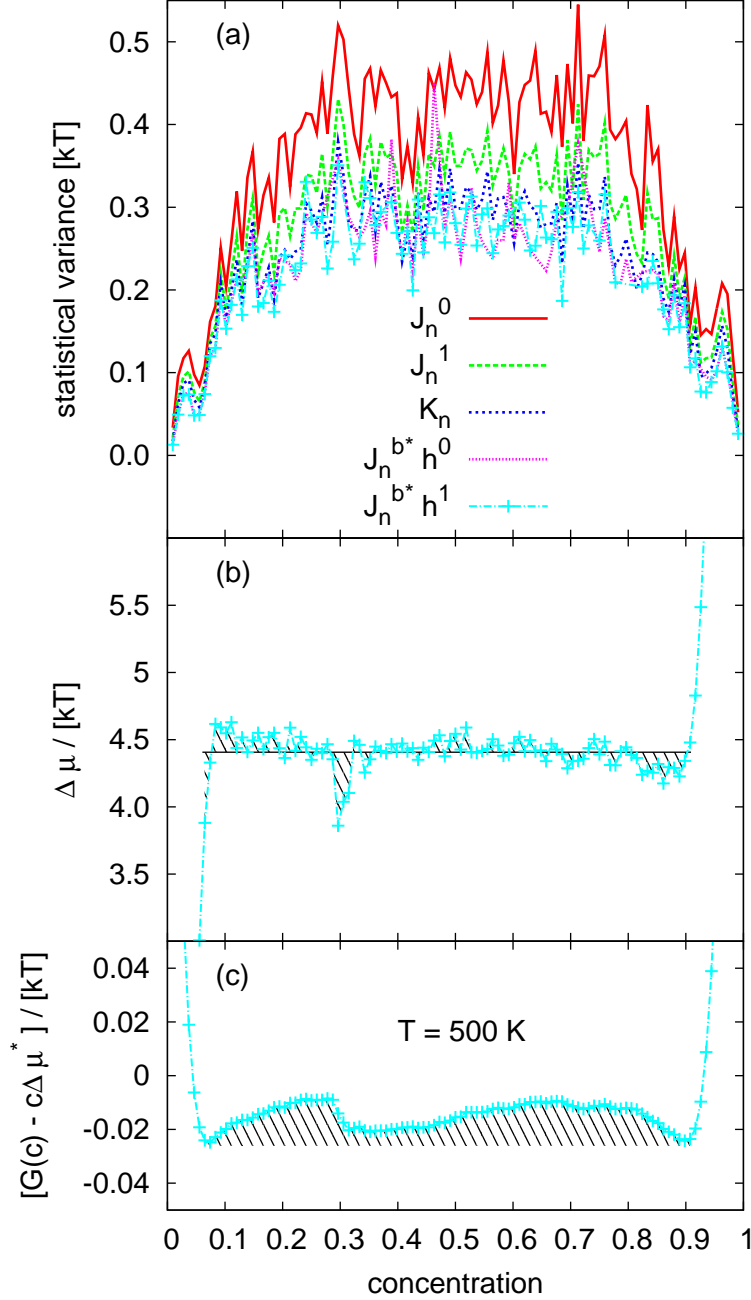 (a)
statistical variance [kT]
0.5
0.4
0.3
0.2
0.1
0.0
J_n^0
J_n^1
K_n
J_n^{b*} h^0
J_n^{b*} h^1
(b)
Δ μ / [kT]
5.5
5
4.5
4.0
3.5
(c)
[G(c) - cΔ μ^*] / [kT]
0.04
0.02
0
-0.02
-0.04
T = 500 K
0 0.1 0.2 0.3 0.4 0.5 0.6 0.7 0.8 0.9 1
concentration